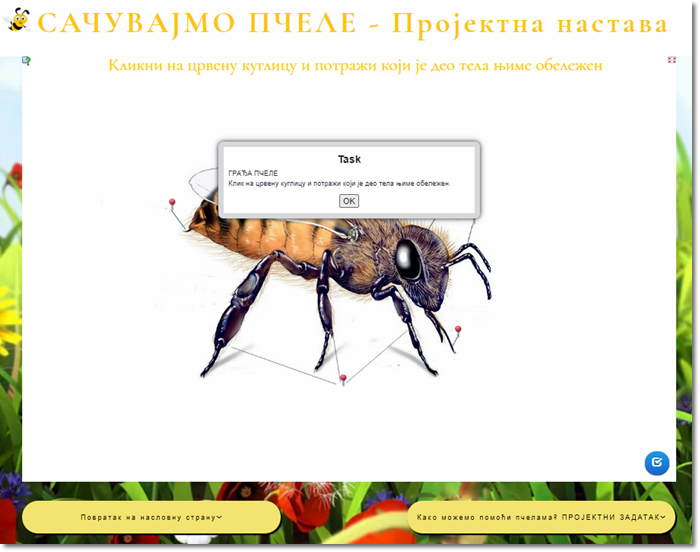 САЧУВАЈМО ПЧЕЛЕ - Пројектна настава
Кликни на црвену куглицу и потражи који је део тела њиме обележен
Task
ГРАЂА ПЧЕЛЕ
Клик на црвену куглицу и потражи који је део тела њиме обележен.
OK
Повратак на насловну страну
Како можемо помоћи пчелама? ПРОЈЕКТНИ ЗАДАТАК